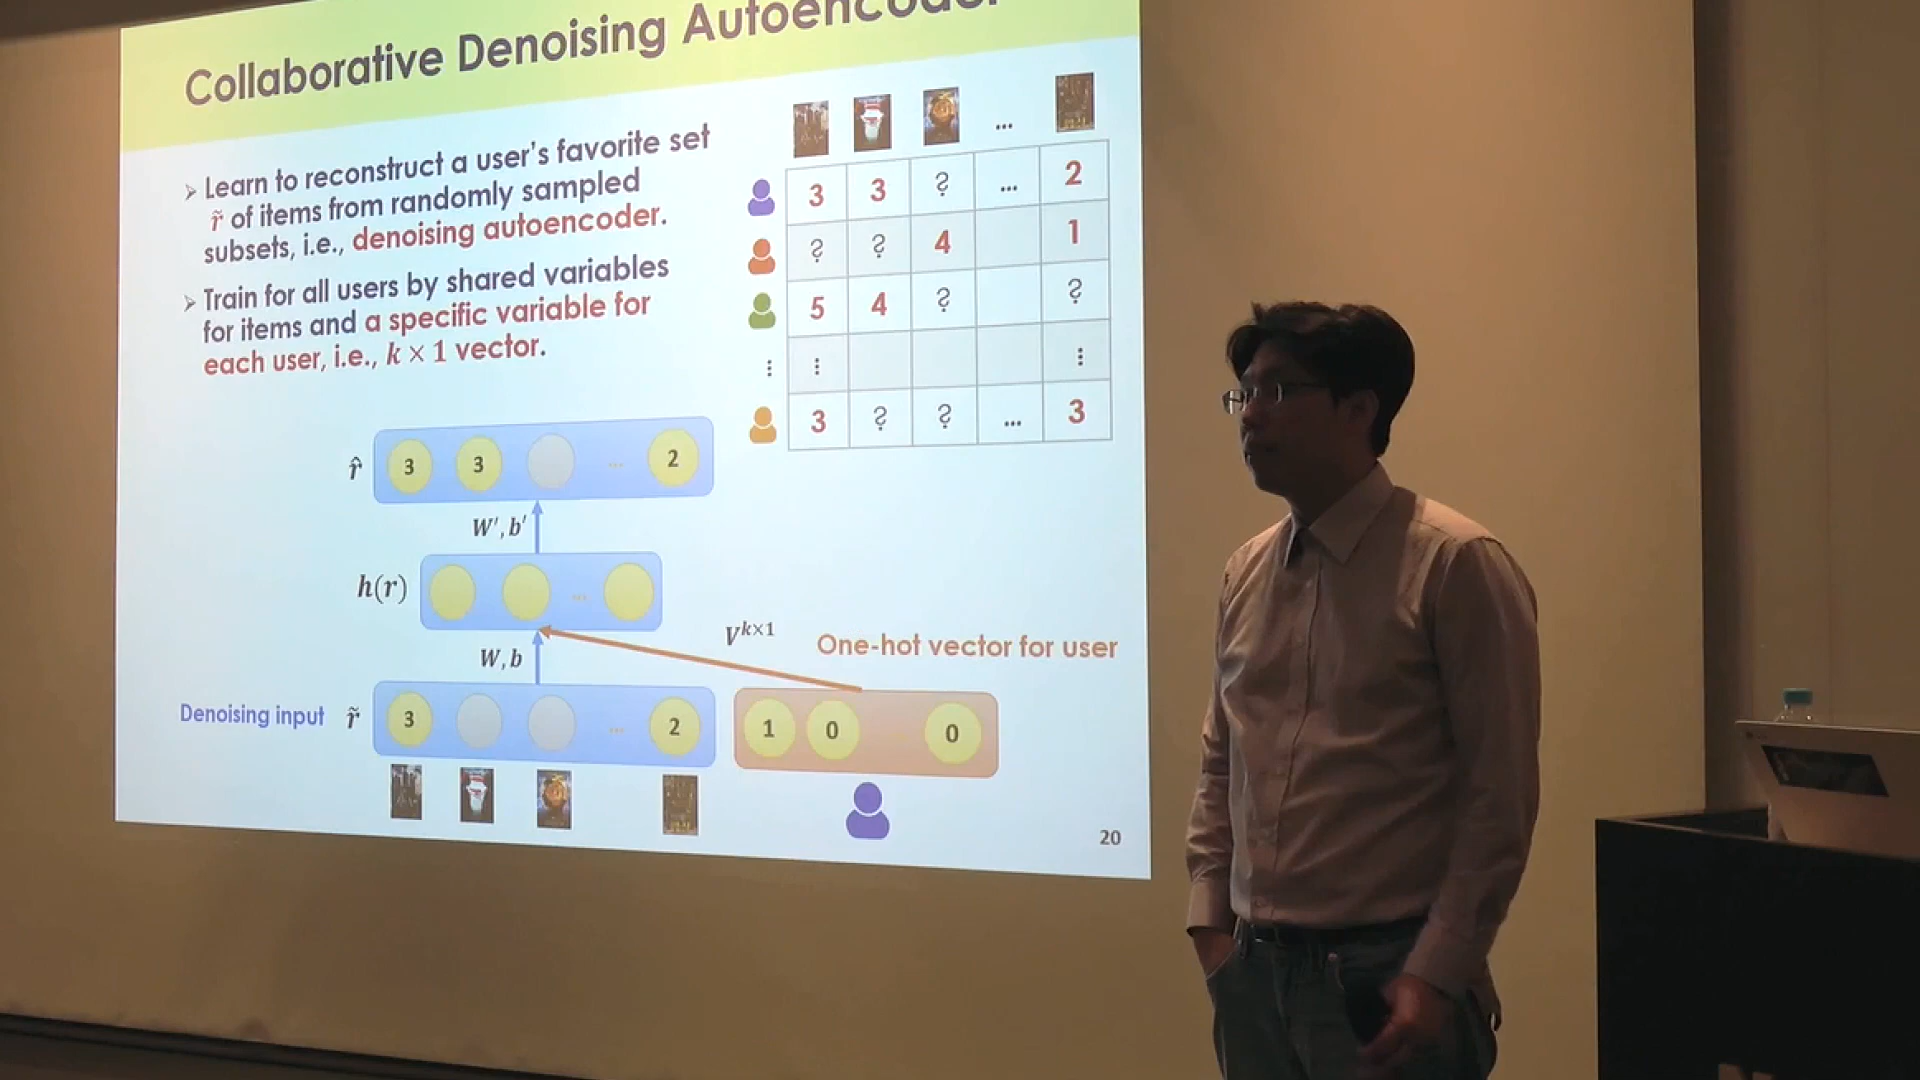 Collaborative Denoising Autoencoder
➢ Learn to reconstruct a user's favorite set
r̃ of items from randomly sampled
subsets, i.e., denoising autoencoder.
➢ Train for all users by shared variables
for items and a specific variable for
each user, i.e., k × 1 vector.
...
3 3 ? ... 2
? ? 4 1
5 4 ? ?
⋮ ⋮ ⋮
3 ? ? ... 3
r̂ 3 3 ... 2
W′, b′
h(r) ...
V^{k×1} One-hot vector for user
W, b
Denoising input r̃ 3 ... 2 1 0 0
20